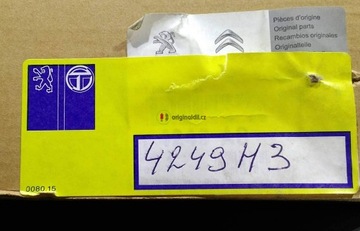 Pièces d'origine
Original parts
Recambios originales
Originalteile
originaldil.cz
4249H3
0080 15